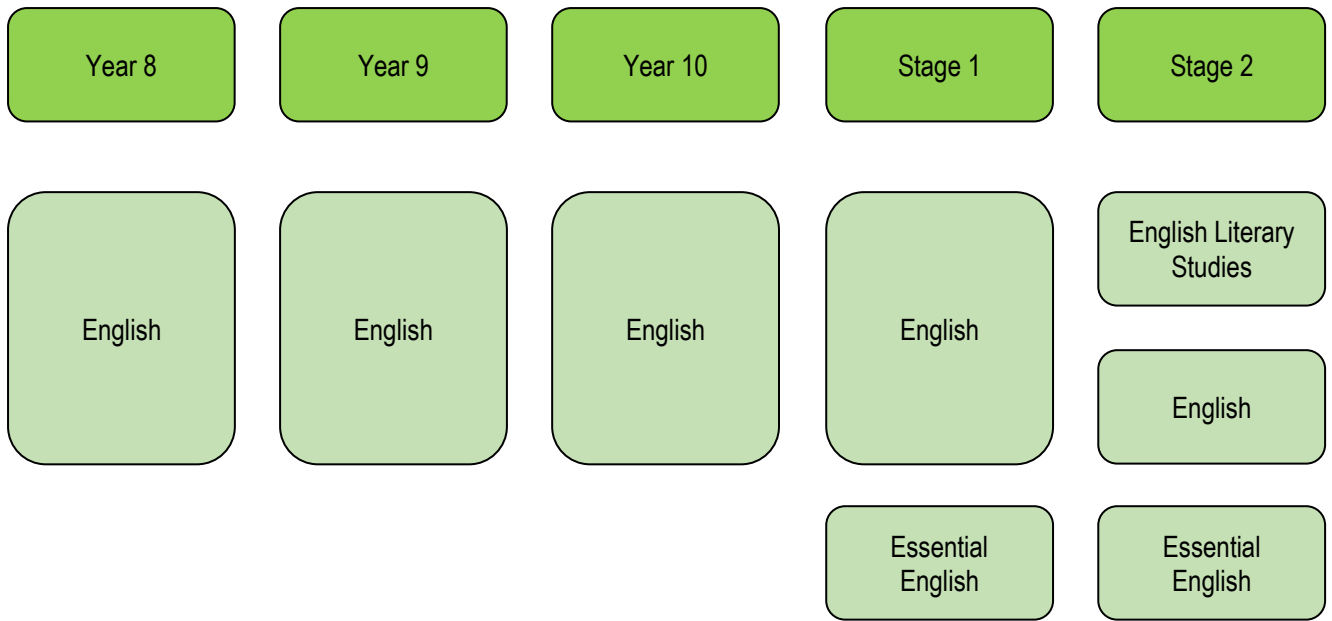 Year 8
Year 9
Year 10
Stage 1
Stage 2
English
English
English
English
English Literary
Studies
English
Essential
English
Essential
English